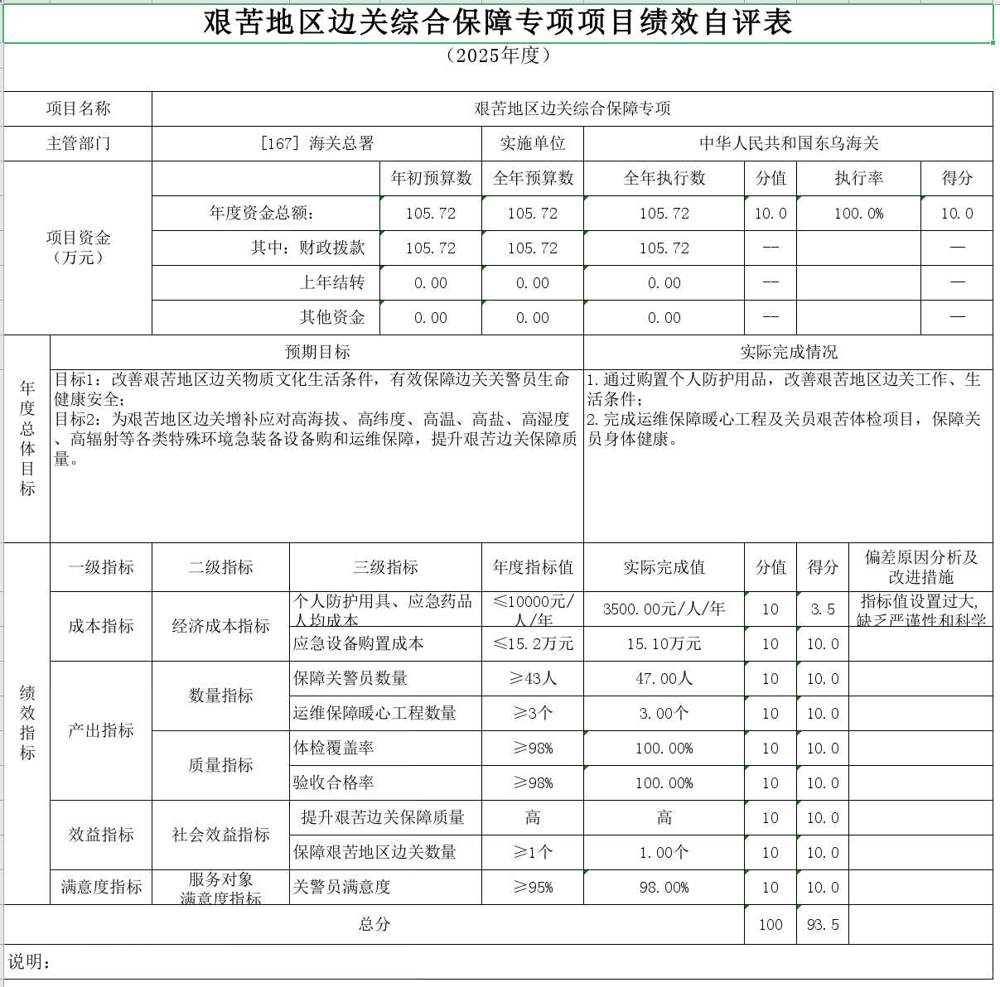 艰苦地区边关综合保障专项项目绩效自评表
（2025年度）
项目名称 艰苦地区边关综合保障专项
主管部门 [167] 海关总署 实施单位 中华人民共和国东乌海关
项目资金
（万元）
年初预算数 全年预算数 全年执行数 分值 执行率 得分
年度资金总额： 105.72 105.72 105.72 10.0 100.0% 10.0
其中：财政拨款 105.72 105.72 105.72 -- —
上年结转 0.00 0.00 0.00 -- —
其他资金 0.00 0.00 0.00 -- —
年度总体目标
预期目标 实际完成情况
目标1：改善艰苦地区边关物质文化生活条件，有效保障边关关警员生命
健康安全；
目标2：为艰苦地区边关增补应对高海拔、高纬度、高温、高盐、高湿度
、高辐射等各类特殊环境急装备设备购和运维保障，提升艰苦边关保障质
量。
1.通过购置个人防护用品，改善艰苦地区边关工作、生
活条件；
2.完成运维保障暖心工程及关员艰苦体检项目，保障关
员身体健康。
绩效指标
一级指标 二级指标 三级指标 年度指标值 实际完成值 分值 得分 偏差原因分析及
改进措施
成本指标 经济成本指标
个人防护用具、应急药品
人均成本
≤10000元/
人/年
3500.00元/人/年 10 3.5
指标值设置过大,
缺乏严谨性和科学
应急设备购置成本 ≤15.2万元 15.10万元 10 10.0
产出指标 数量指标
保障关警员数量 ≥43人 47.00人 10 10.0
运维保障暖心工程数量 ≥3个 3.00个 10 10.0
质量指标
体检覆盖率 ≥98% 100.00% 10 10.0
验收合格率 ≥98% 100.00% 10 10.0
效益指标 社会效益指标
提升艰苦边关保障质量 高 高 10 10.0
保障艰苦地区边关数量 ≥1个 1.00个 10 10.0
满意度指标 服务对象
满意度指标
关警员满意度 ≥95% 98.00% 10 10.0
总分 100 93.5
说明：